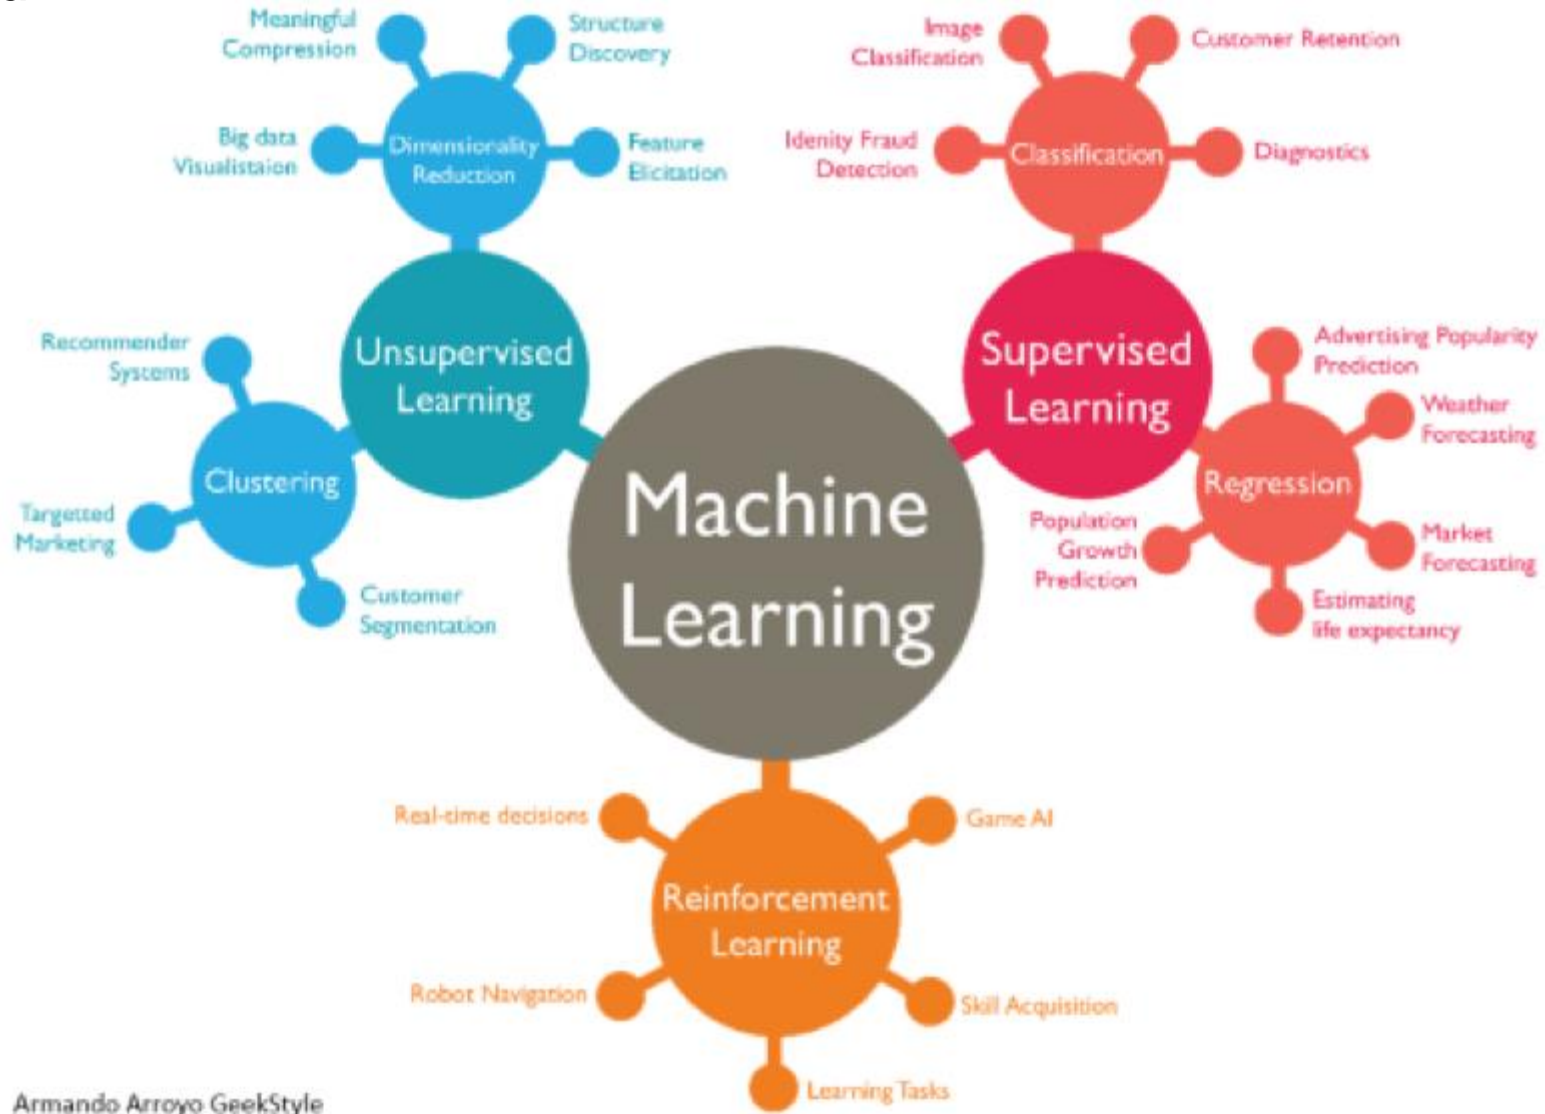 Meaningful
Compression
Structure
Discovery
Big data
Visualistaion
Dimensionality
Reduction
Feature
Elicitation
Image
Classification
Customer Retention
Idenity Fraud
Detection
Classification
Diagnostics
Recommender
Systems
Unsupervised
Learning
Clustering
Targetted
Marketing
Customer
Segmentation
Supervised
Learning
Advertising Popularity
Prediction
Weather
Forecasting
Regression
Population
Growth
Prediction
Market
Forecasting
Estimating
life expectancy
Machine
Learning
Real-time decisions
Game AI
Reinforcement
Learning
Robot Navigation
Skill Acquisition
Learning Tasks
Armando Arroyo GeekStyle